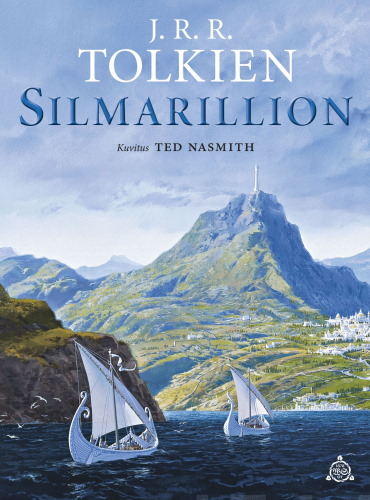 J. R. R.
TOLKIEN
SILMARILLION
Kuvitus TED NASMITH